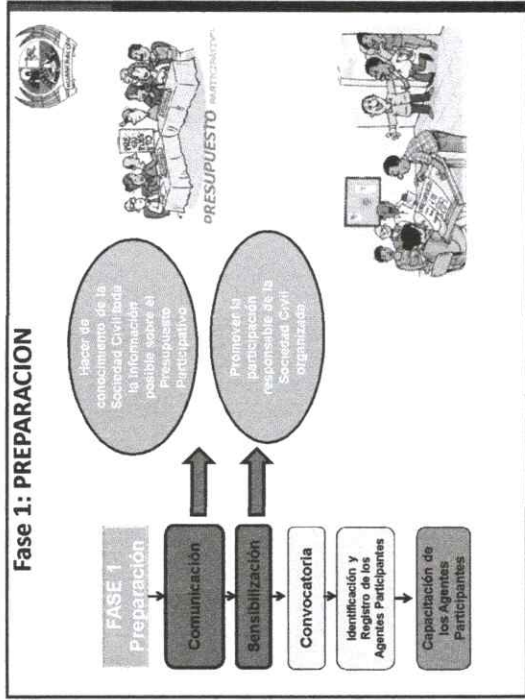 Fase 1: PREPARACION
FASE 1
Preparación
Comunicación
Sensibilización
Convocatoria
Identificación y
Registro de los
Agentes Participantes
Capacitación de
los Agentes
Participantes
Hacer de
conocimiento de la
Sociedad Civil toda
la Información
posible sobre el
Presupuesto
Participativo
Promover la
participación
responsable de la
Sociedad Civil
organizada
PRESUPUESTO PARTICIPATIVO